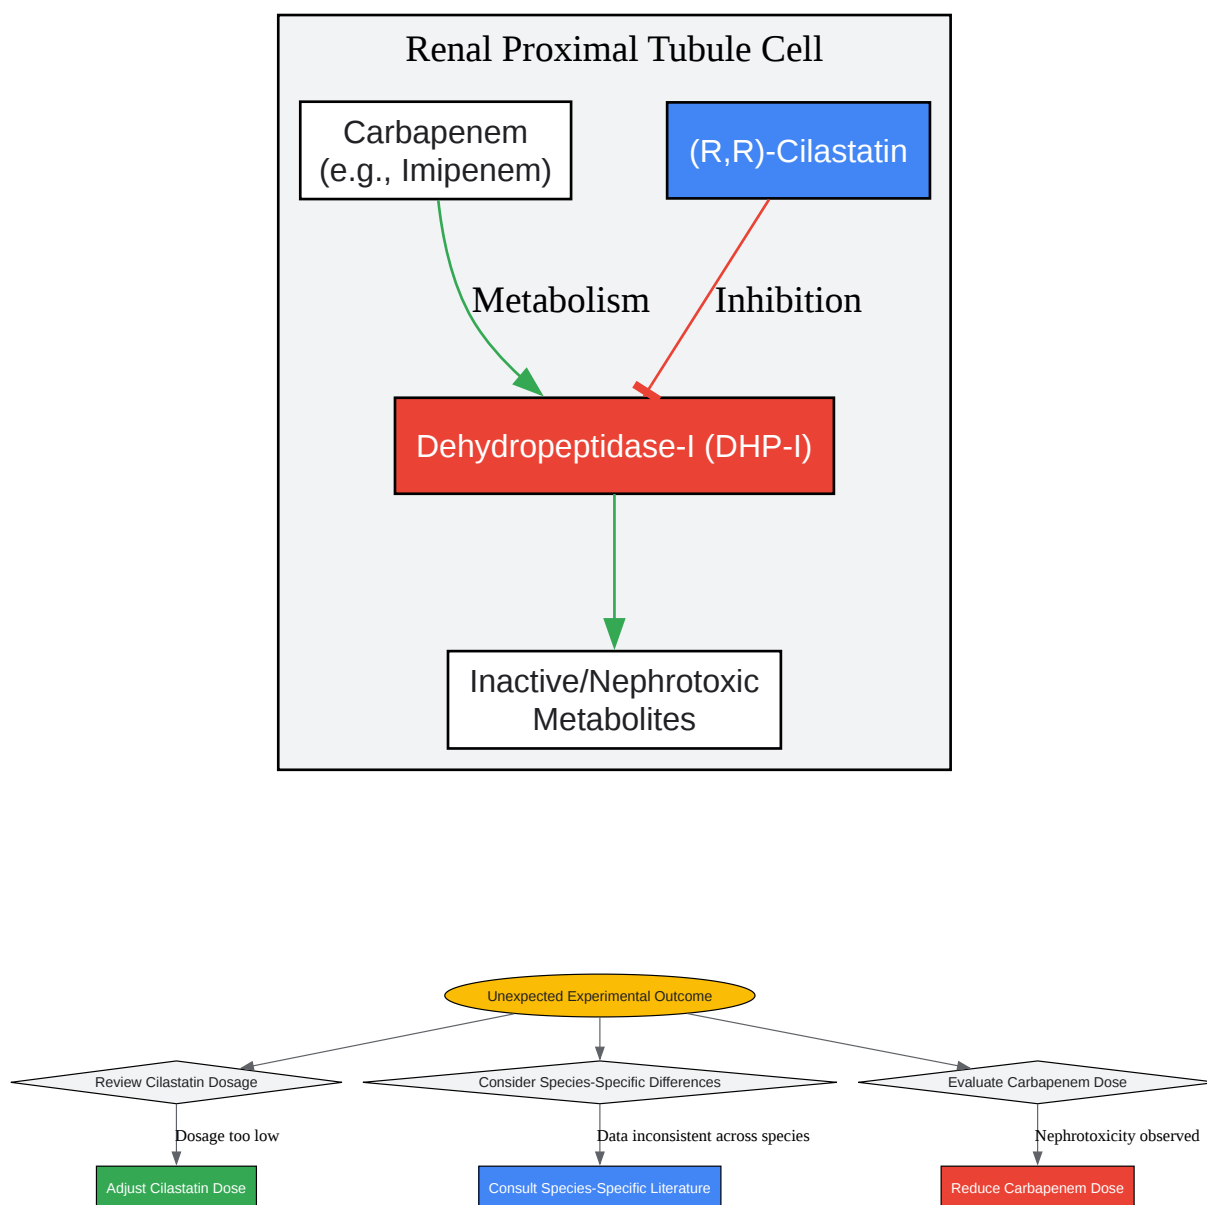 Renal Proximal Tubule Cell
Carbapenem
(e.g., Imipenem)
(R,R)-Cilastatin
Metabolism
Inhibition
Dehydropeptidase-I (DHP-I)
Inactive/Nephrotoxic
Metabolites
Unexpected Experimental Outcome
Review Cilastatin Dosage
Consider Species-Specific Differences
Evaluate Carbapenem Dose
Dosage too low
Data inconsistent across species
Nephrotoxicity observed
Adjust Cilastatin Dose
Consult Species-Specific Literature
Reduce Carbapenem Dose